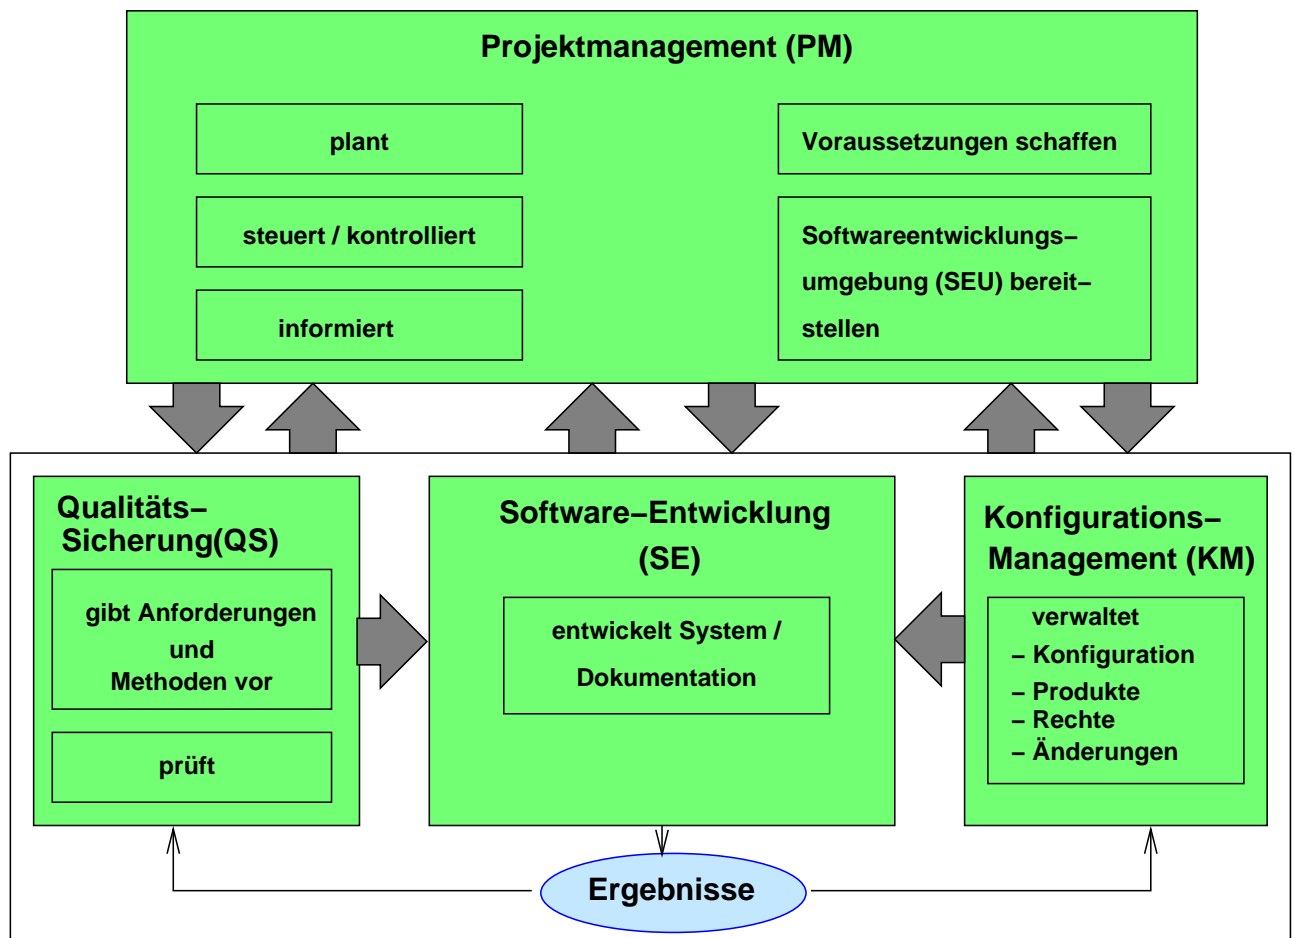 Projektmanagement (PM)
plant
steuert / kontrolliert
informiert
Voraussetzungen schaffen
Softwareentwicklungs–
umgebung (SEU) bereit–
stellen
Qualitäts–
Sicherung(QS)
gibt Anforderungen
und
Methoden vor
prüft
Software–Entwicklung
(SE)
entwickelt System /
Dokumentation
Konfigurations–
Management (KM)
verwaltet
– Konfiguration
– Produkte
– Rechte
– Änderungen
Ergebnisse